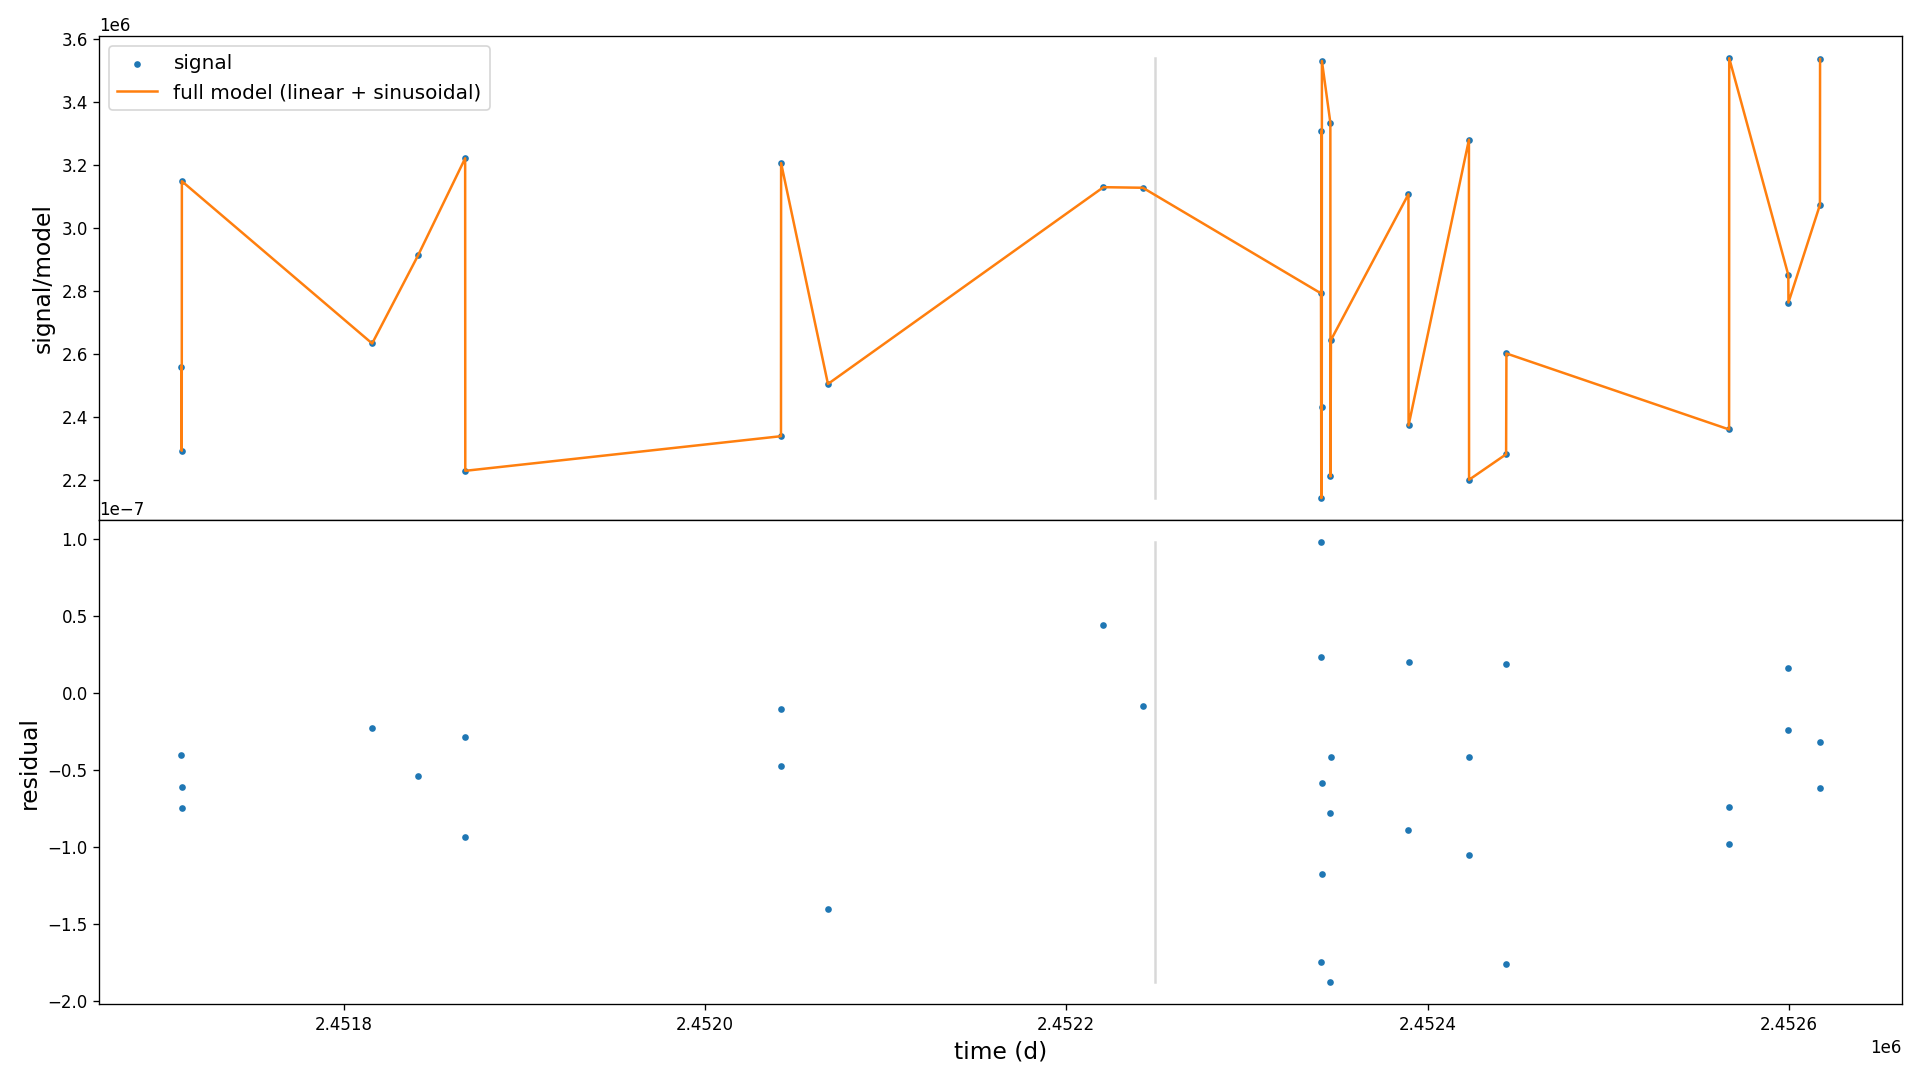 1e6
3.6
3.4
3.2
3.0
2.8
2.6
2.4
2.2
signal/model
signal
full model (linear + sinusoidal)
1e−7
1.0
0.5
0.0
−0.5
−1.0
−1.5
−2.0
residual
2.4518
2.4520
2.4522
2.4524
2.4526
1e6
time (d)